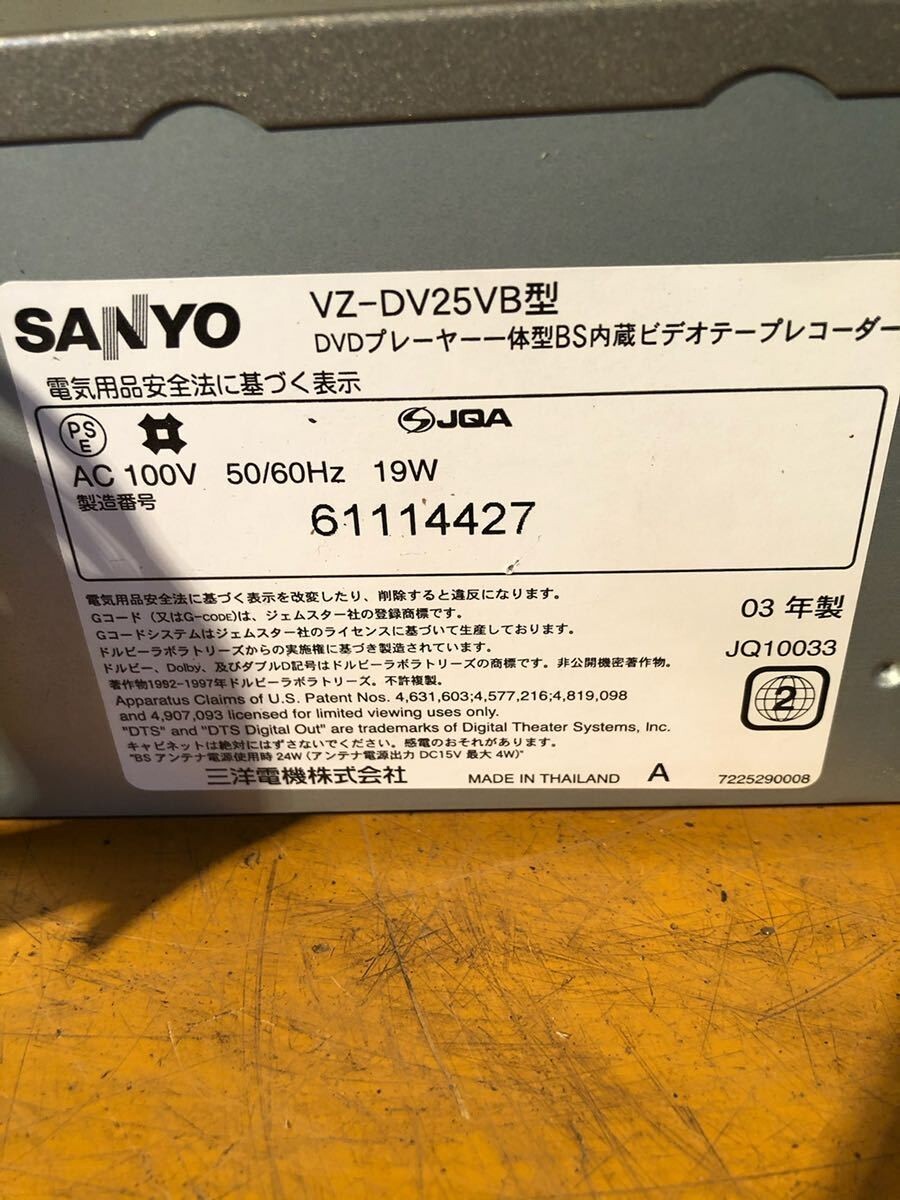 SANYO
VZ-DV25VB型
DVDプレーヤー一体型BS内蔵ビデオテープレコーダー
電気用品安全法に基づく表示
PSE
JQA
AC 100V 50/60Hz 19W
製造番号
61114427
電気用品安全法に基づく表示を改変したり、削除すると違反になります。
Gコード（又はG-CODE)は、ジェムスター社の登録商標です。
Gコードシステムはジェムスター社のライセンスに基づいて生産しております。
ドルビーラボラトリーズからの実施権に基づき製造されています。
ドルビー、Dolby、及びダブルD記号はドルビーラボラトリーズの商標です。非公開機密著作物。
著作物1992-1997年ドルビーラボラトリーズ。不許複製。
Apparatus Claims of U.S. Patent Nos. 4,631,603;4,577,216;4,819,098
and 4,907,093 licensed for limited viewing uses only.
"DTS" and "DTS Digital Out" are trademarks of Digital Theater Systems, Inc.
キャビネットは絶対にはずさないでください。感電のおそれがあります。
"BS アンテナ電源使用時 24W (アンテナ電源出力 DC15V 最大 4W)"
03 年製
JQ10033
2
三洋電機株式会社 MADE IN THAILAND A 7225290008